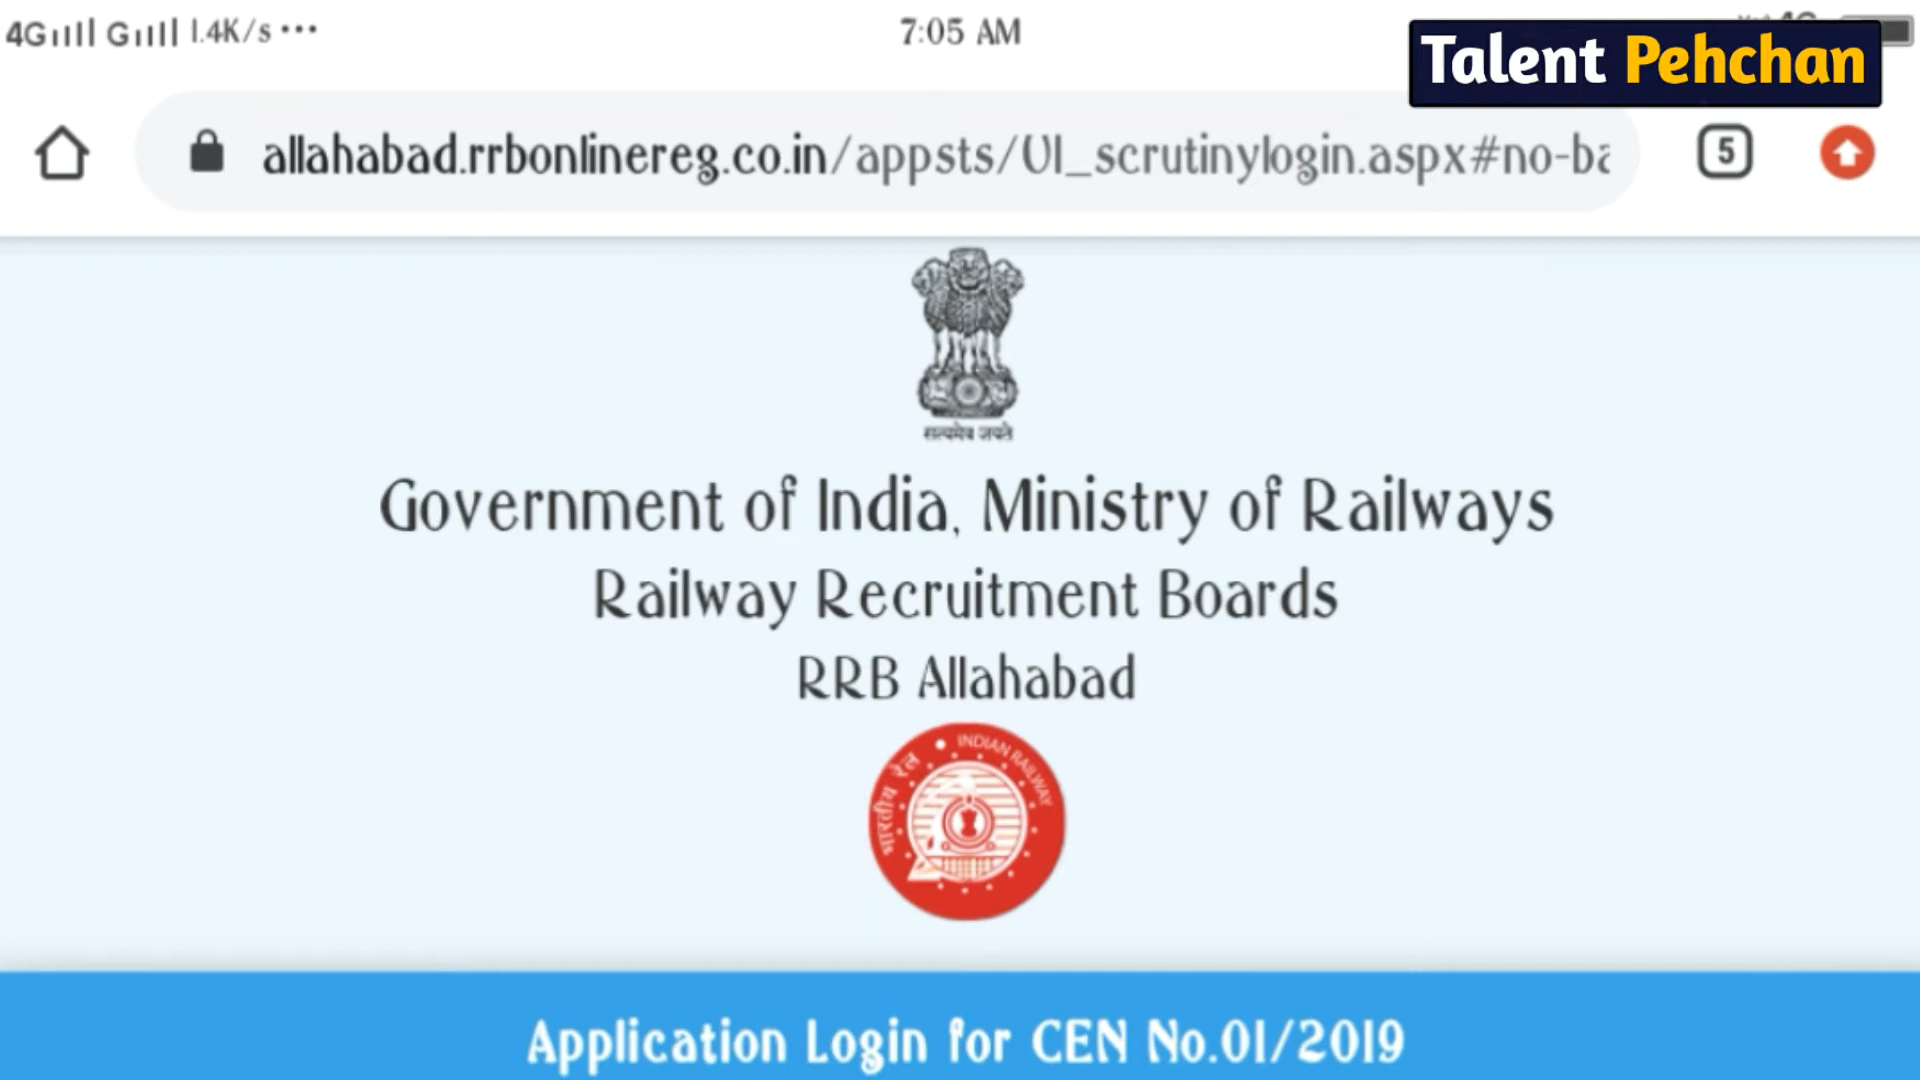 4G G 1.4K/s ... 7:05 AM
Talent Pehchan
allahabad.rrbonlinereg.co.in/appsts/UI_scrutinylogin.aspx#no-ba
5
सत्यमेव जयते
Government of India, Ministry of Railways
Railway Recruitment Boards
RRB Allahabad
भारतीय रेल • INDIAN RAILWAY
Application Login for CEN No.01/2019